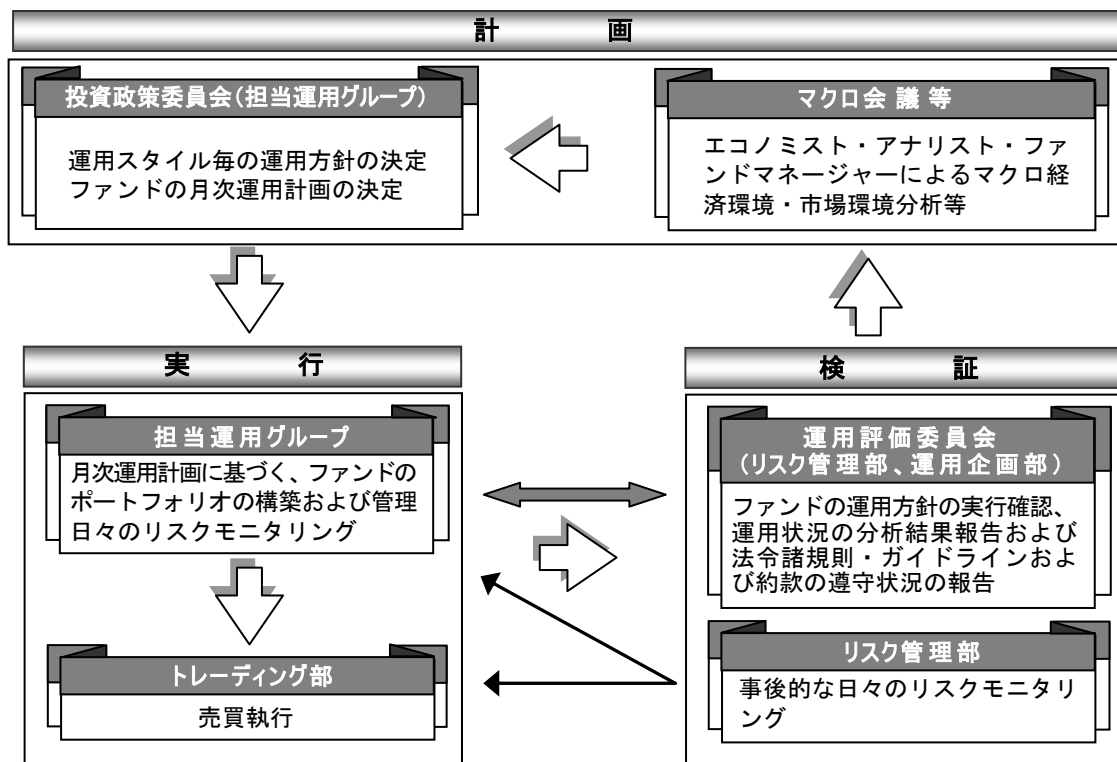 計画
投資政策委員会(担当運用グループ)
運用スタイル毎の運用方針の決定
ファンドの月次運用計画の決定
マクロ会議等
エコノミスト・アナリスト・ファ
ンドマネージャーによるマクロ経
済環境・市場環境分析等
実行
担当運用グループ
月次運用計画に基づく、ファンドの
ポートフォリオの構築および管理
日々のリスクモニタリング
トレーディング部
売買執行
検証
運用評価委員会
(リスク管理部、運用企画部)
ファンドの運用方針の実行確認、
運用状況の分析結果報告および
法令諸規則・ガイドラインおよ
び約款の遵守状況の報告
リスク管理部
事後的な日々のリスクモニタリ
ング